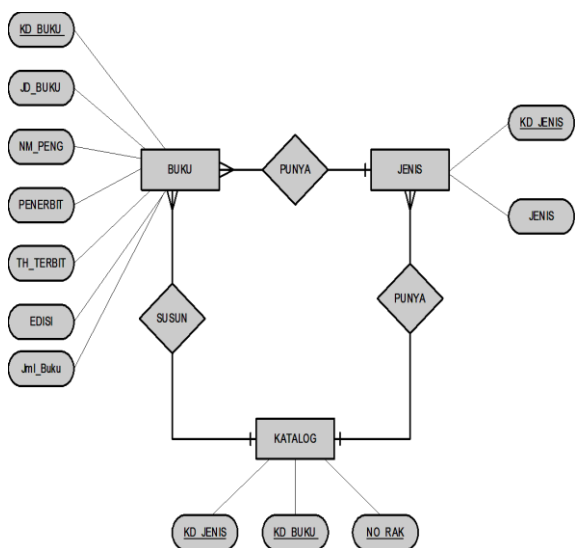 KD_BUKU
JD_BUKU
NM_PENG
PENERBIT
TH_TERBIT
EDISI
Jml_Buku
BUKU
PUNYA
JENIS
KD_JENIS
JENIS
SUSUN
PUNYA
KATALOG
KD_JENIS
KD_BUKU
NO_RAK